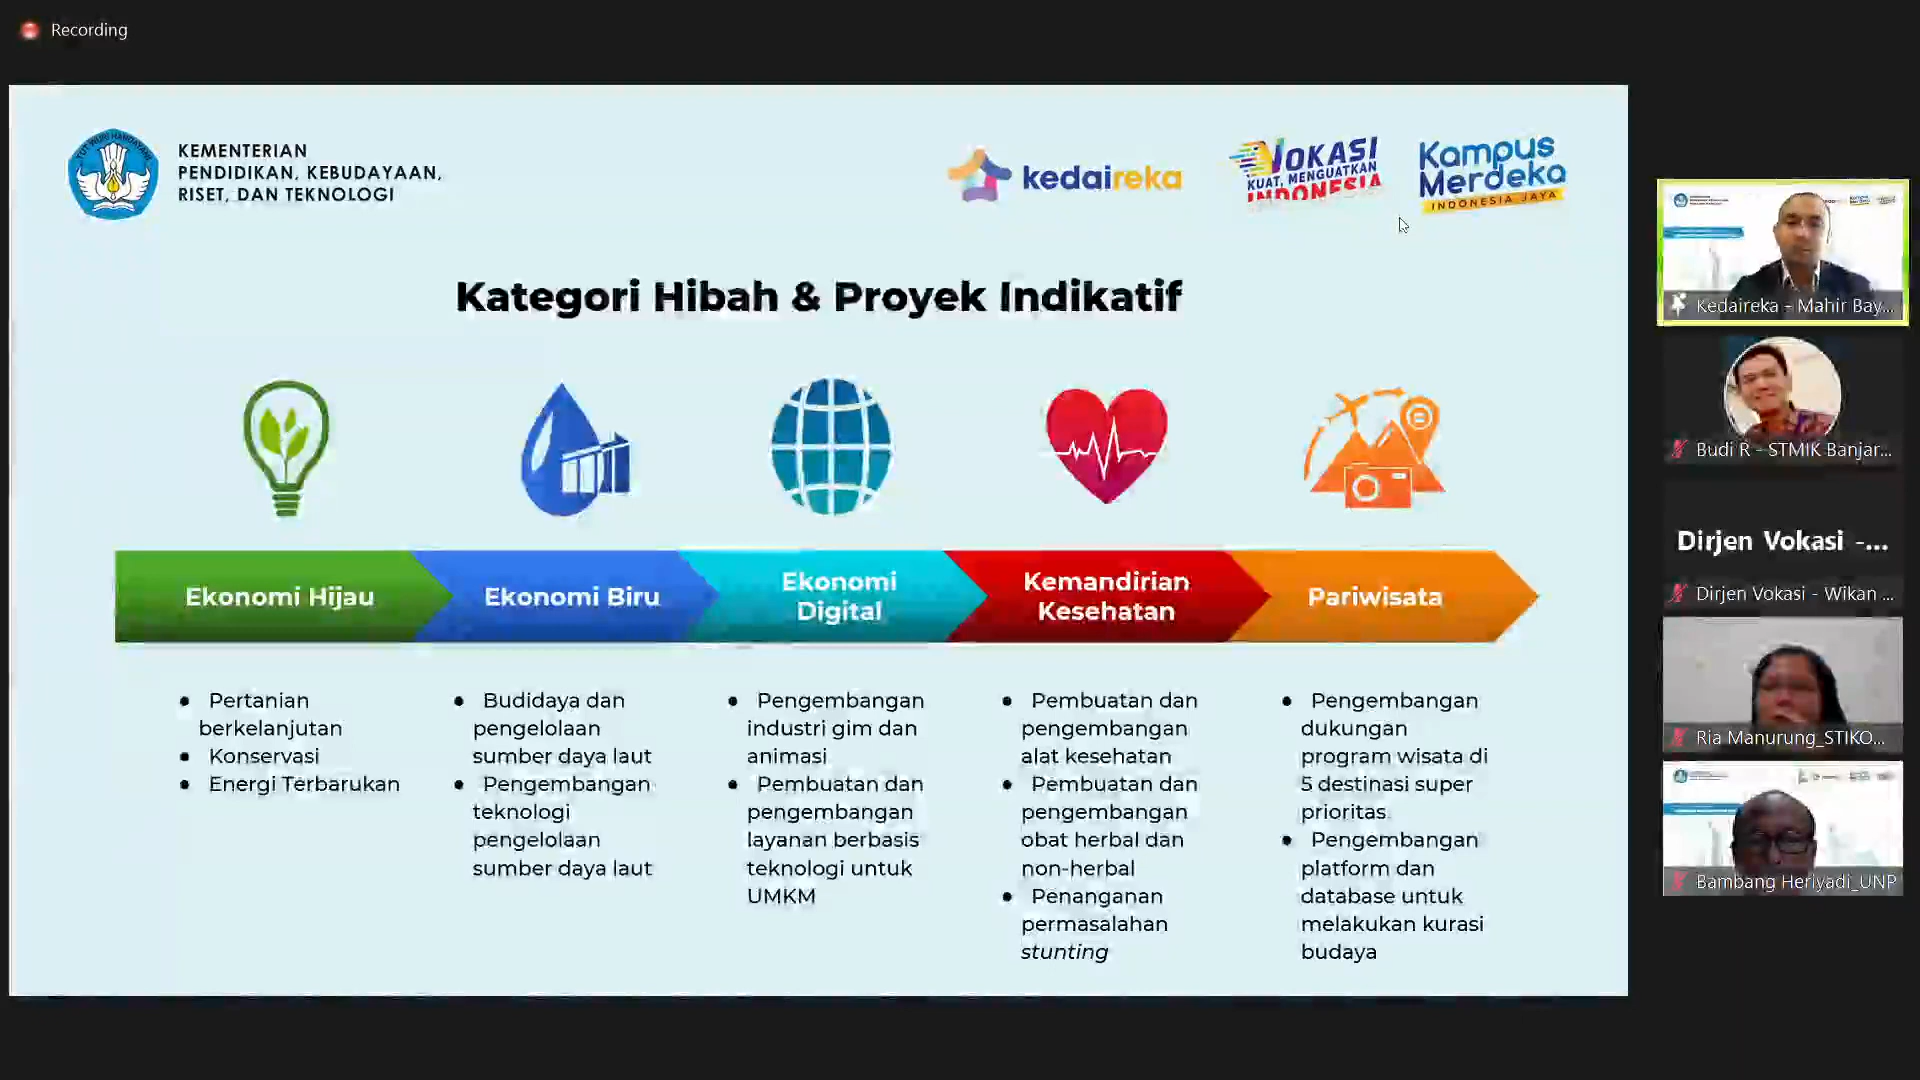 Recording
TUT WURI HANDAYANI
KEMENTERIAN
PENDIDIKAN, KEBUDAYAAN,
RISET, DAN TEKNOLOGI
kedaireka
VOKASI
KUAT, MENGUATKAN
INDONESIA
Kampus
Merdeka
INDONESIA JAYA
Kategori Hibah & Proyek Indikatif
Ekonomi Hijau
Ekonomi Biru
Ekonomi
Digital
Kemandirian
Kesehatan
Pariwisata
● Pertanian
berkelanjutan
● Konservasi
● Energi Terbarukan
● Budidaya dan
pengelolaan
sumber daya laut
● Pengembangan
teknologi
pengelolaan
sumber daya laut
● Pengembangan
industri gim dan
animasi
● Pembuatan dan
pengembangan
layanan berbasis
teknologi untuk
UMKM
● Pembuatan dan
pengembangan
alat kesehatan
● Pembuatan dan
pengembangan
obat herbal dan
non-herbal
● Penanganan
permasalahan
stunting
● Pengembangan
dukungan
program wisata di
5 destinasi super
prioritas.
● Pengembangan
platform dan
database untuk
melakukan kurasi
budaya
Kedaireka - Mahir Bay...
Budi R - STMIK Banjar...
Dirjen Vokasi -...
Dirjen Vokasi - Wikan ...
Ria Manurung_STIKO...
Bambang Heriyadi_UNP